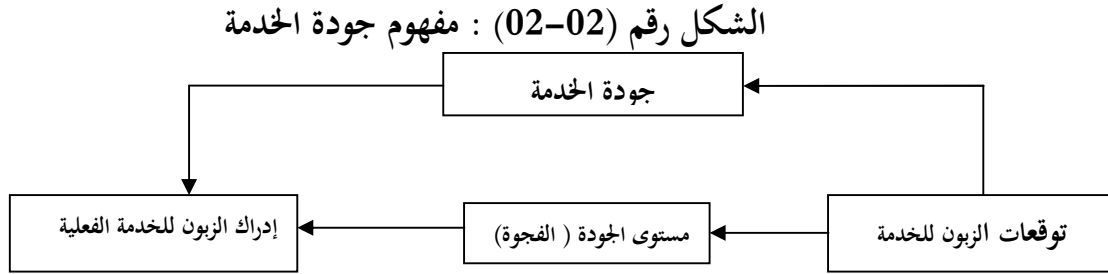 الشكل رقم (02-02) : مفهوم جودة الخدمة
جودة الخدمة
توقعات الزبون للخدمة
مستوى الجودة ( الفجوة)
إدراك الزبون للخدمة الفعلية